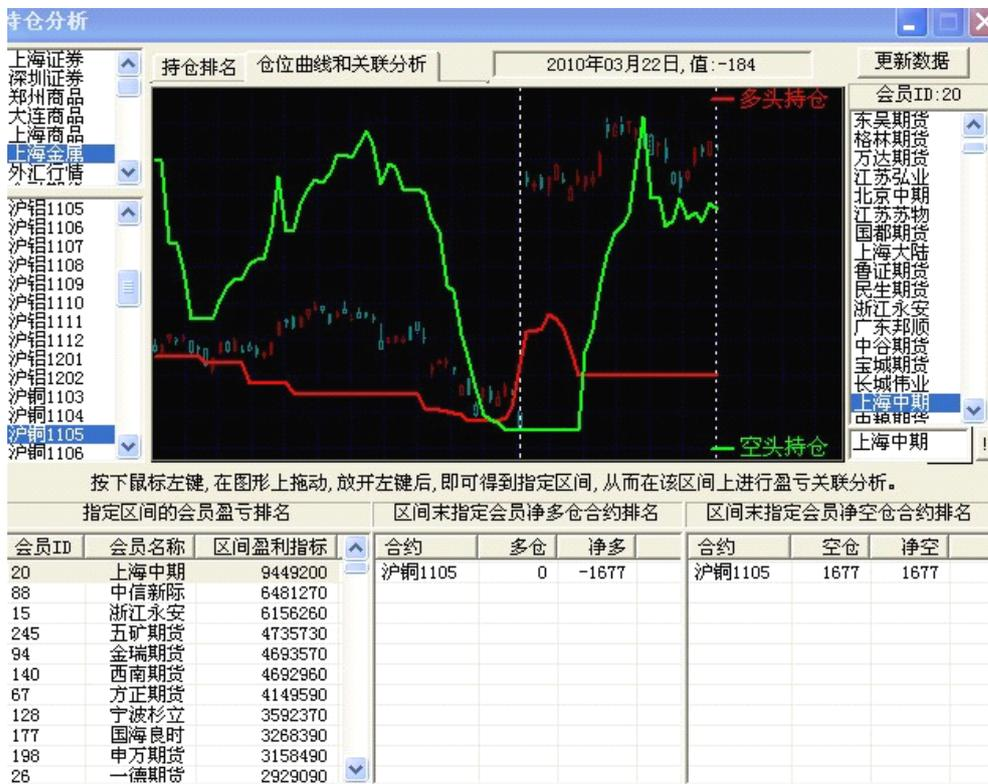 持仓分析
上海证券
深圳证券
郑州商品
大连商品
上海商品
上海金属
外汇行情
沪铝1105
沪铝1106
沪铝1107
沪铝1108
沪铝1109
沪铝1110
沪铝1111
沪铝1112
沪铝1201
沪铝1202
沪铜1103
沪铜1104
沪铜1105
沪铜1106
持仓排名 仓位曲线和关联分析 2010年03月22日,值:-184 更新数据
多头持仓
空头持仓
会员ID:20
东吴期货
格林期货
万达期货
江苏弘业
北京中期
江苏苏物
国都期货
上海大陆
鲁证期货
民生期货
浙江永安
广东邦顺
中谷期货
宝城期货
长城伟业
上海中期
上海中期 !
按下鼠标左键,在图形上拖动,放开左键后,即可得到指定区间,从而在该区间上进行盈亏关联分析。
指定区间的会员盈亏排名
会员ID 会员名称 区间盈利指标
20 上海中期 9449200
88 中信新际 6481270
15 浙江永安 6156260
245 五矿期货 4735730
94 金瑞期货 4693570
140 西南期货 4692960
67 方正期货 4149590
128 宁波杉立 3592370
177 国海良时 3268390
198 申万期货 3158490
26 一德期货 2929090
区间末指定会员净多仓合约排名
合约 多仓 净多
沪铜1105 0 -1677
区间末指定会员净空仓合约排名
合约 空仓 净空
沪铜1105 1677 1677